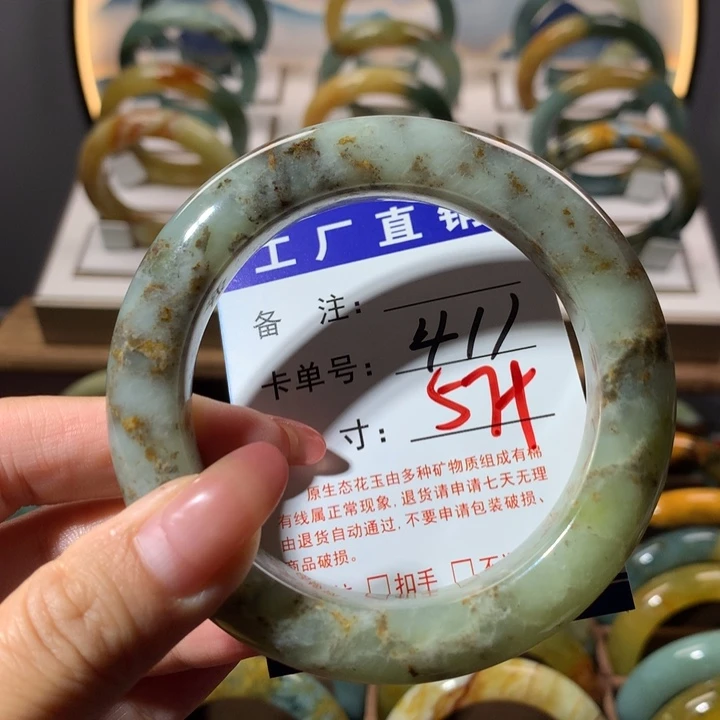 工厂直销
备 注：
卡单号： 411
寸： 57
原生态花玉由多种矿物质组成有棉
有线属正常现象，退货请申请七天无理
由退货自动通过，不要申请包装破损、
商品破损。
扣手